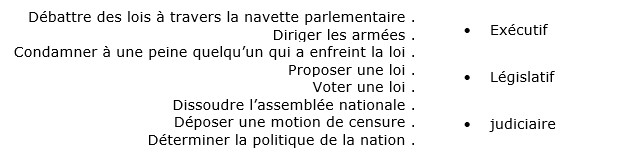 Débattre des lois à travers la navette parlementaire .
Diriger les armées .
Condamner à une peine quelqu’un qui a enfreint la loi .
Proposer une loi .
Voter une loi .
Dissoudre l’assemblée nationale .
Déposer une motion de censure .
Déterminer la politique de la nation .
• Exécutif
• Législatif
• judiciaire